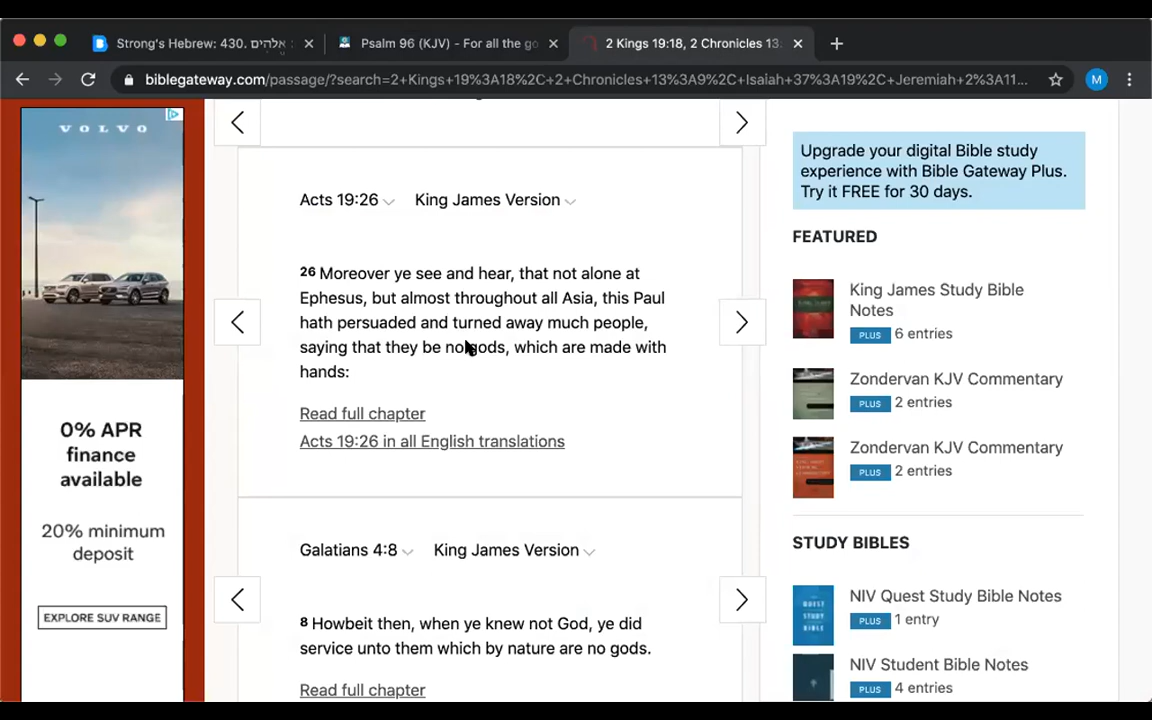 Strong's Hebrew: 430. אֱלֹהִים
Psalm 96 (KJV) - For all the go
2 Kings 19:18, 2 Chronicles 13:
biblegateway.com/passage/?search=2+Kings+19%3A18%2C+2+Chronicles+13%3A9%2C+Isaiah+37%3A19%2C+Jeremiah+2%3A11...
M
VOLVO
0% APR
finance
available
20% minimum
deposit
EXPLORE SUV RANGE
Acts 19:26 King James Version
26 Moreover ye see and hear, that not alone at
Ephesus, but almost throughout all Asia, this Paul
hath persuaded and turned away much people,
saying that they be no gods, which are made with
hands:
Read full chapter
Acts 19:26 in all English translations
Galatians 4:8 King James Version
8 Howbeit then, when ye knew not God, ye did
service unto them which by nature are no gods.
Read full chapter
Upgrade your digital Bible study
experience with Bible Gateway Plus.
Try it FREE for 30 days.
FEATURED
King James Study Bible
Notes
PLUS 6 entries
Zondervan KJV Commentary
PLUS 2 entries
Zondervan KJV Commentary
PLUS 2 entries
STUDY BIBLES
NIV Quest Study Bible Notes
PLUS 1 entry
NIV Student Bible Notes
PLUS 4 entries